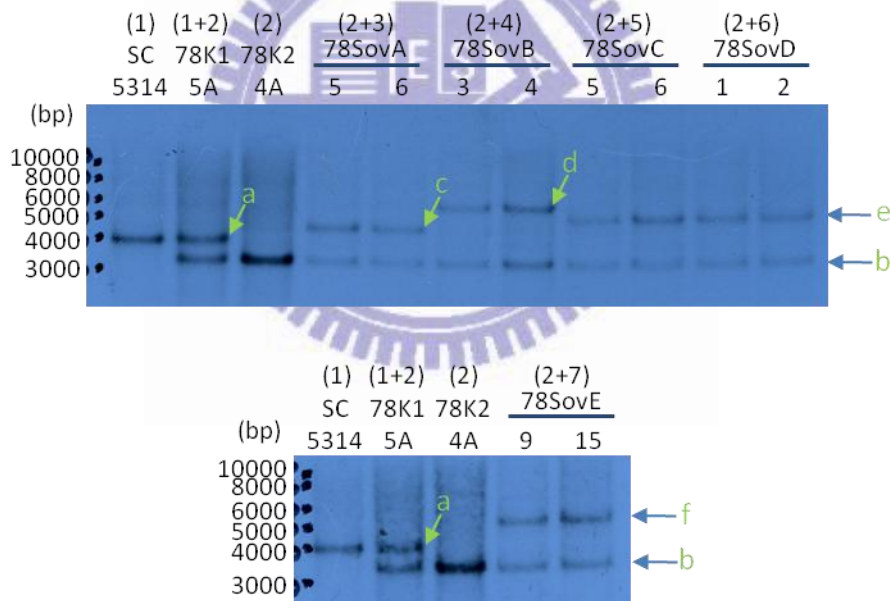 (1) (1+2) (2) (2+3) (2+4) (2+5) (2+6)
SC 78K1 78K2 78SovA 78SovB 78SovC 78SovD
5314 5A 4A 5 6 3 4 5 6 1 2
(bp)
10000
8000
6000
5000
4000
3000
a
c
d
e
b
(1) (1+2) (2) (2+7)
SC 78K1 78K2 78SovE
5314 5A 4A 9 15
(bp)
10000
8000
6000
5000
4000
3000
a
f
b